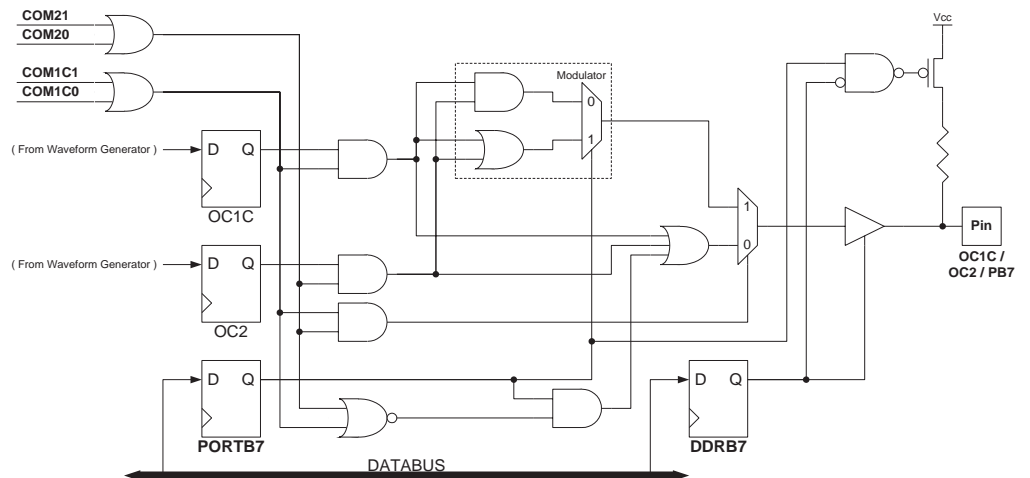 COM21
COM20
COM1C1
COM1C0
Vcc
Modulator
0
1
( From Waveform Generator )
D Q
OC1C
1
0
Pin
OC1C /
OC2 / PB7
( From Waveform Generator )
D Q
OC2
D Q
PORTB7
D Q
DDRB7
DATABUS